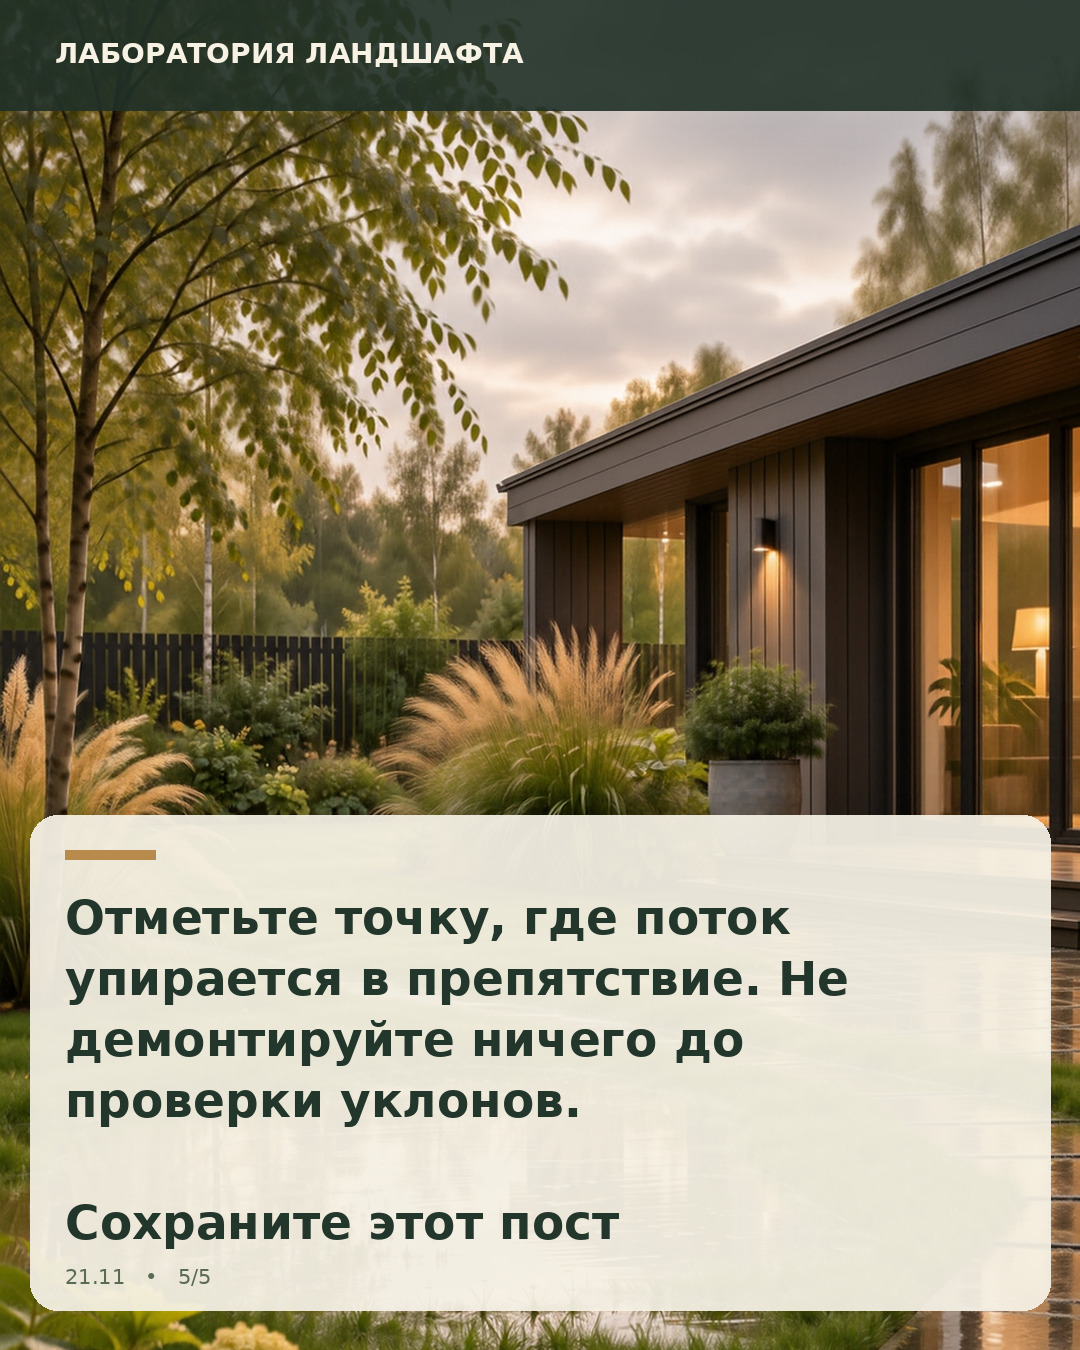 ЛАБОРАТОРИЯ ЛАНДШАФТА
Отметьте точку, где поток
упирается в препятствие. Не
демонтируйте ничего до
проверки уклонов.
Сохраните этот пост
21.11 • 5/5